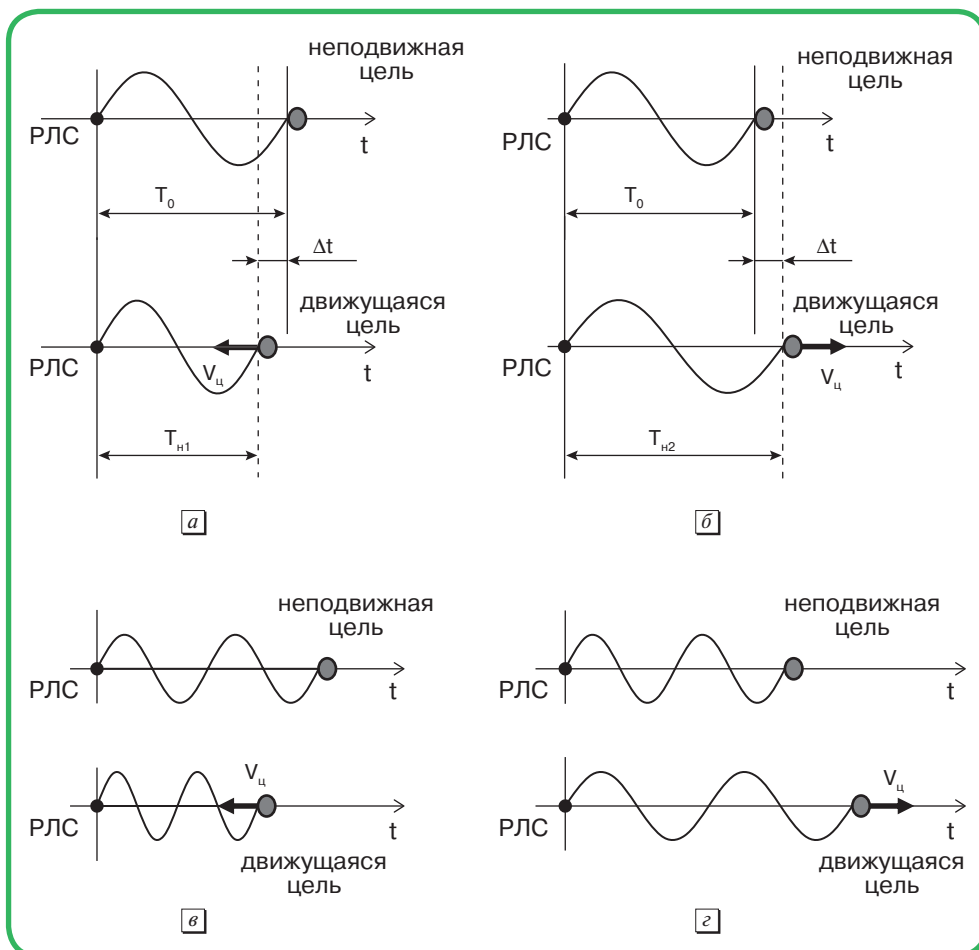 неподвижная
цель
РЛС
t
T₀
Δt
движущаяся
цель
РЛС
Vц
t
Tн1
а
неподвижная
цель
РЛС
t
T₀
Δt
движущаяся
цель
РЛС
Vц
t
Tн2
б
неподвижная
цель
РЛС
t
Vц
РЛС
t
движущаяся
цель
в
неподвижная
цель
РЛС
t
Vц
РЛС
t
движущаяся
цель
г